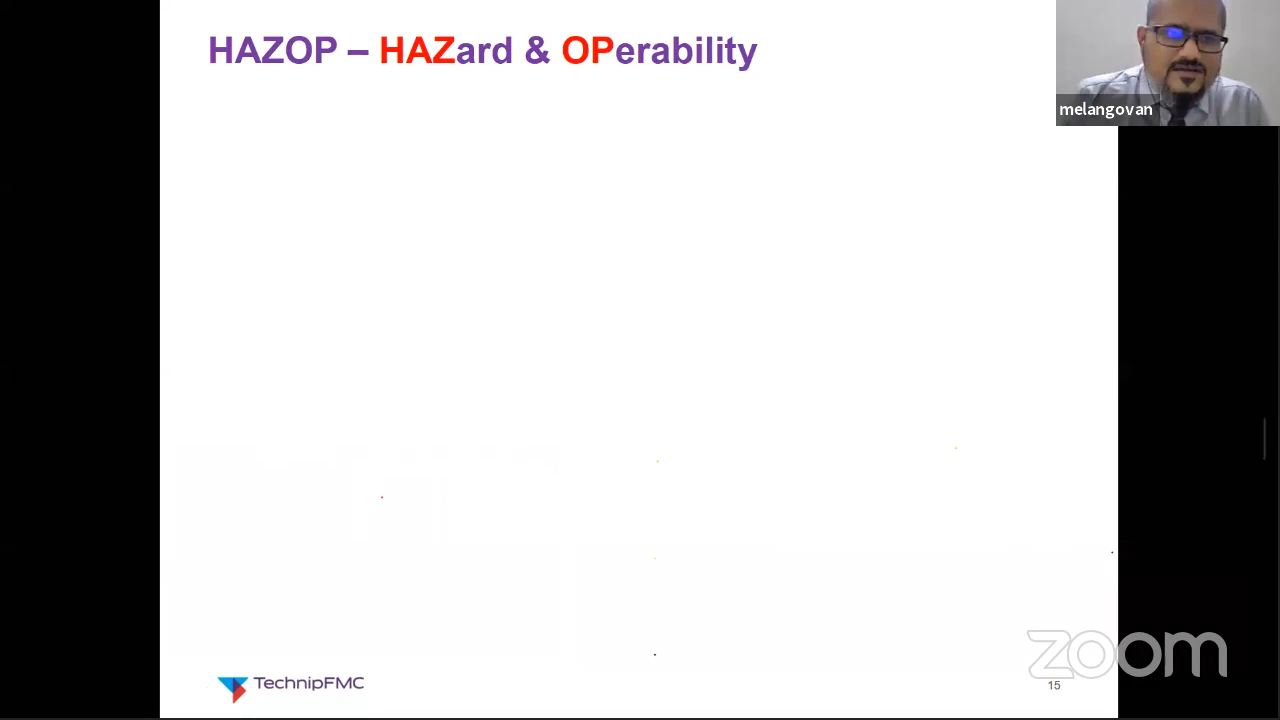 HAZOP – HAZard & OPerability
melangovan
zoom
TechnipFMC
15